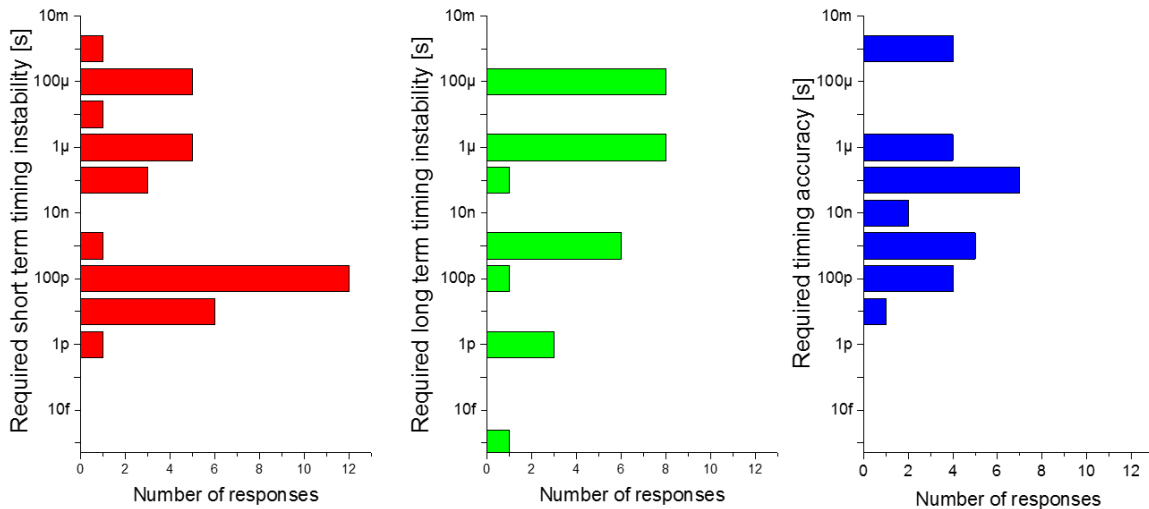 Required short term timing instability [s]
10m
100µ
1µ
10n
100p
1p
10f
0 2 4 6 8 10 12
Number of responses
Required long term timing instability [s]
10m
100µ
1µ
10n
100p
1p
10f
0 2 4 6 8 10 12
Number of responses
Required timing accuracy [s]
10m
100µ
1µ
10n
100p
1p
10f
0 2 4 6 8 10 12
Number of responses